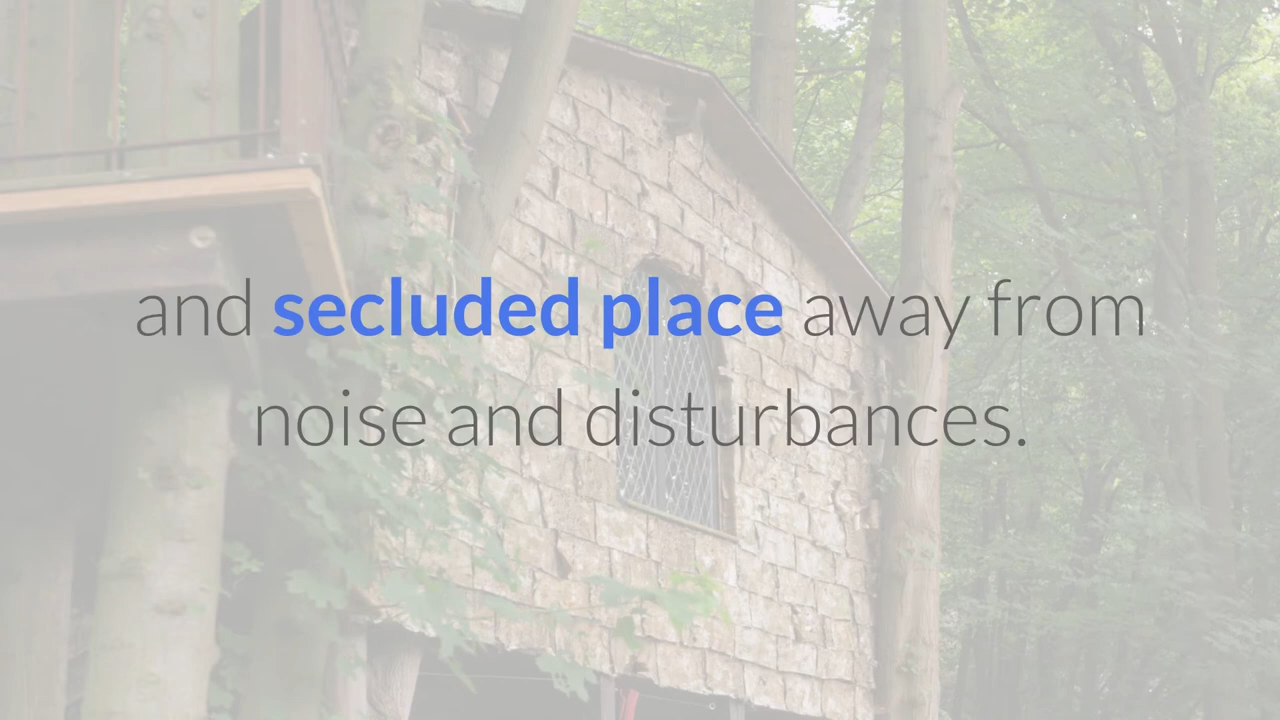 and secluded place away from
noise and disturbances.